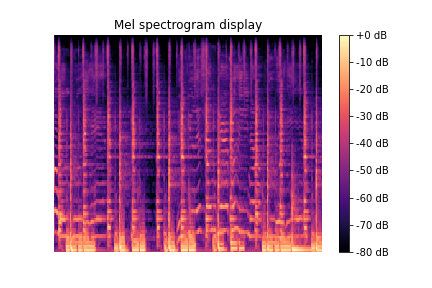 Mel spectrogram display
+0 dB
-10 dB
-20 dB
-30 dB
-40 dB
-50 dB
-60 dB
-70 dB
-80 dB